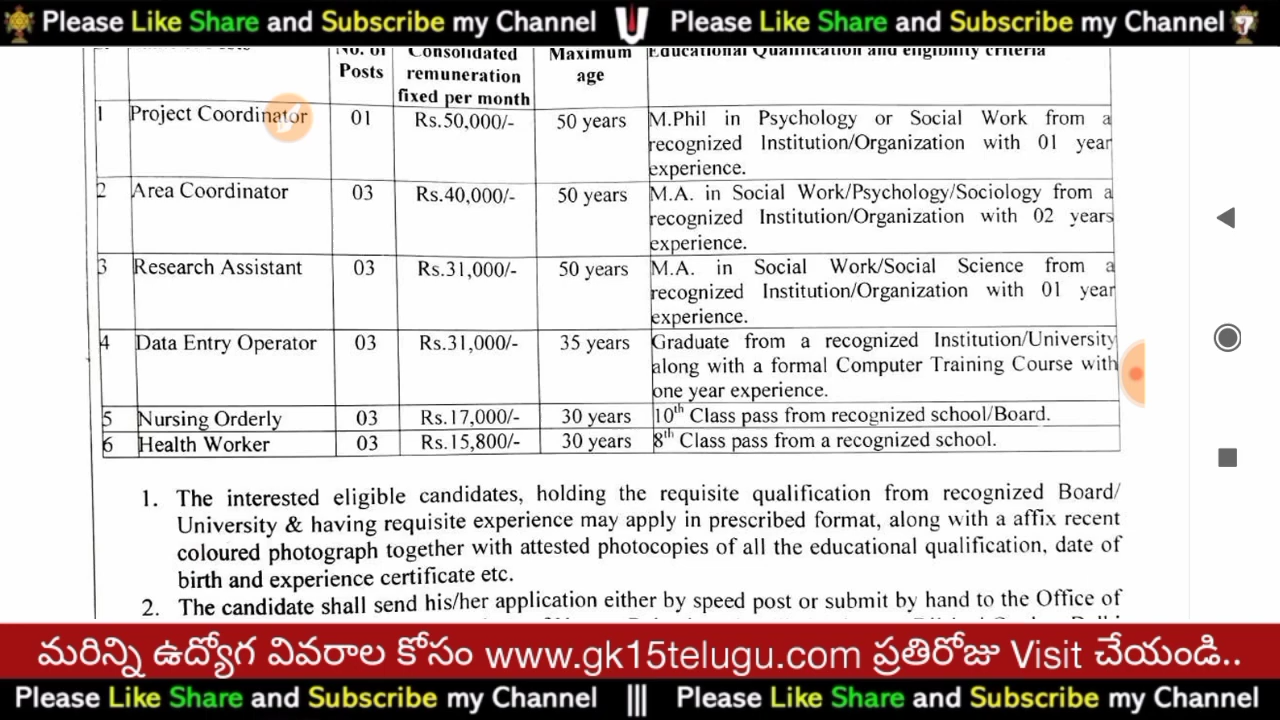 Please Like Share and Subscribe my Channel Please Like Share and Subscribe my Channel
No. of Consolidated Maximum Educational Qualification and eligibility criteria
Posts remuneration age
fixed per month
1 Project Coordinator 01 Rs.50,000/- 50 years M.Phil in Psychology or Social Work from a
recognized Institution/Organization with 01 year
experience.
2 Area Coordinator 03 Rs.40,000/- 50 years M.A. in Social Work/Psychology/Sociology from a
recognized Institution/Organization with 02 years
experience.
3 Research Assistant 03 Rs.31,000/- 50 years M.A. in Social Work/Social Science from a
recognized Institution/Organization with 01 year
experience.
4 Data Entry Operator 03 Rs.31,000/- 35 years Graduate from a recognized Institution/University
along with a formal Computer Training Course with
one year experience.
5 Nursing Orderly 03 Rs.17,000/- 30 years 10th Class pass from recognized school/Board.
6 Health Worker 03 Rs.15,800/- 30 years 8th Class pass from a recognized school.
1. The interested eligible candidates, holding the requisite qualification from recognized Board/
University & having requisite experience may apply in prescribed format, along with a affix recent
coloured photograph together with attested photocopies of all the educational qualification, date of
birth and experience certificate etc.
2. The candidate shall send his/her application either by speed post or submit by hand to the Office of
మరిన్ని ఉద్యోగ వివరాల కోసం www.gk15telugu.com ప్రతిరోజు Visit చేయండి..
Please Like Share and Subscribe my Channel ||| Please Like Share and Subscribe my Channel